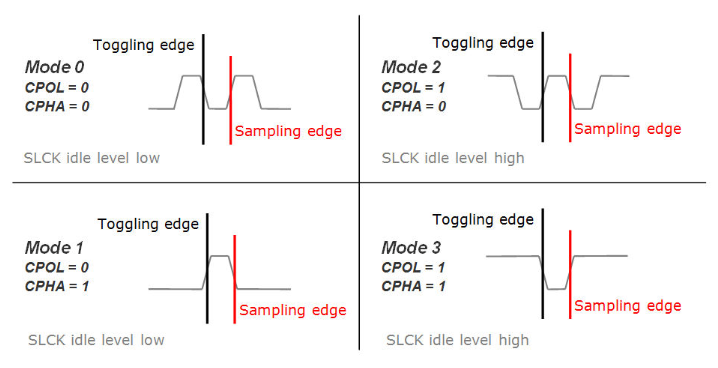 Toggling edge
Mode 0
CPOL = 0
CPHA = 0
Sampling edge
SLCK idle level low
Toggling edge
Mode 2
CPOL = 1
CPHA = 0
Sampling edge
SLCK idle level high
Toggling edge
Mode 1
CPOL = 0
CPHA = 1
Sampling edge
SLCK idle level low
Toggling edge
Mode 3
CPOL = 1
CPHA = 1
Sampling edge
SLCK idle level high